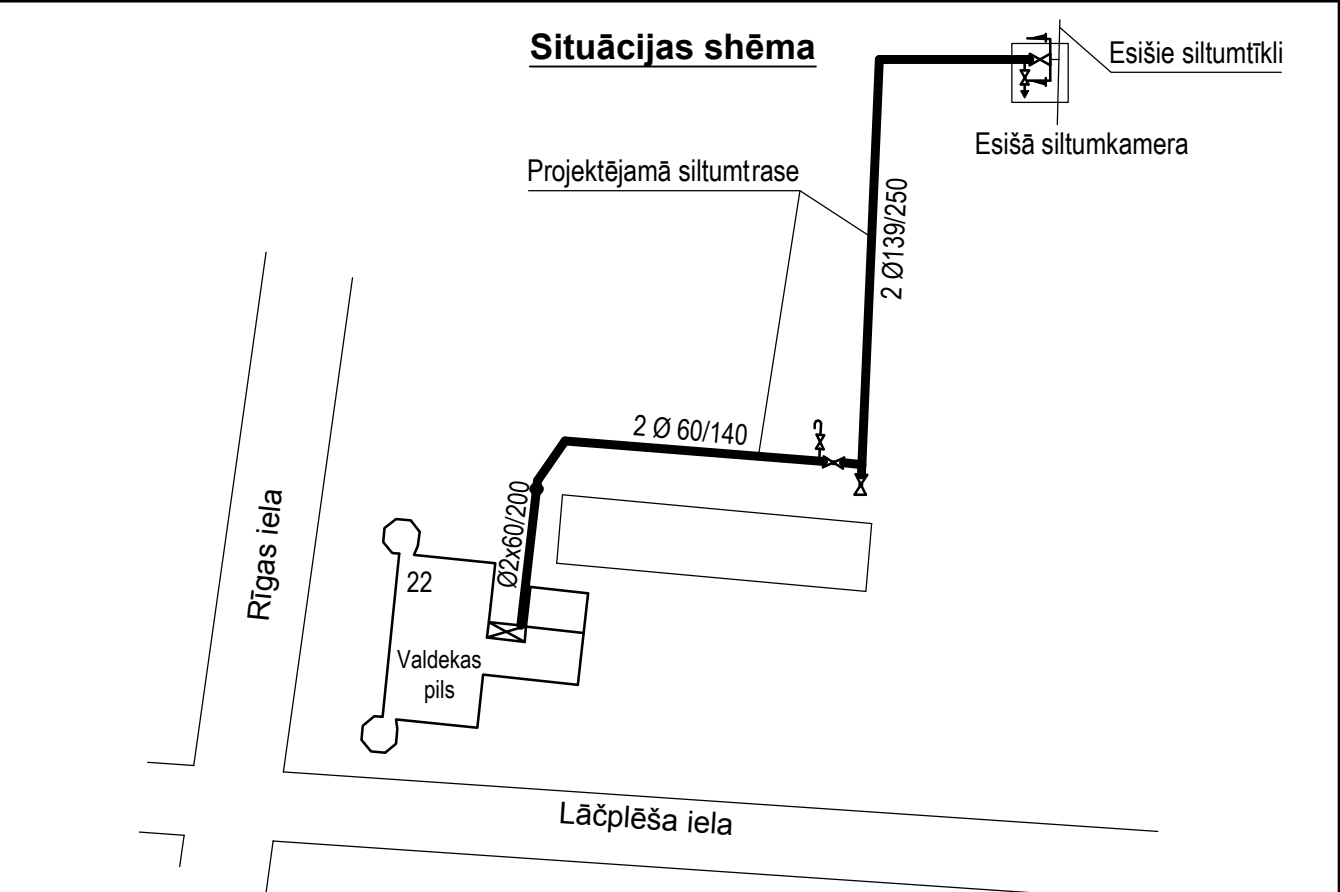 Situācijas shēma
Esišie siltumtīkli
Esišā siltumkamera
Projektējamā siltumtrase
2 Ø139/250
2 Ø 60/140
Ø2x60/200
Rīgas iela
22
Valdekas
pils
Lāčplēša iela